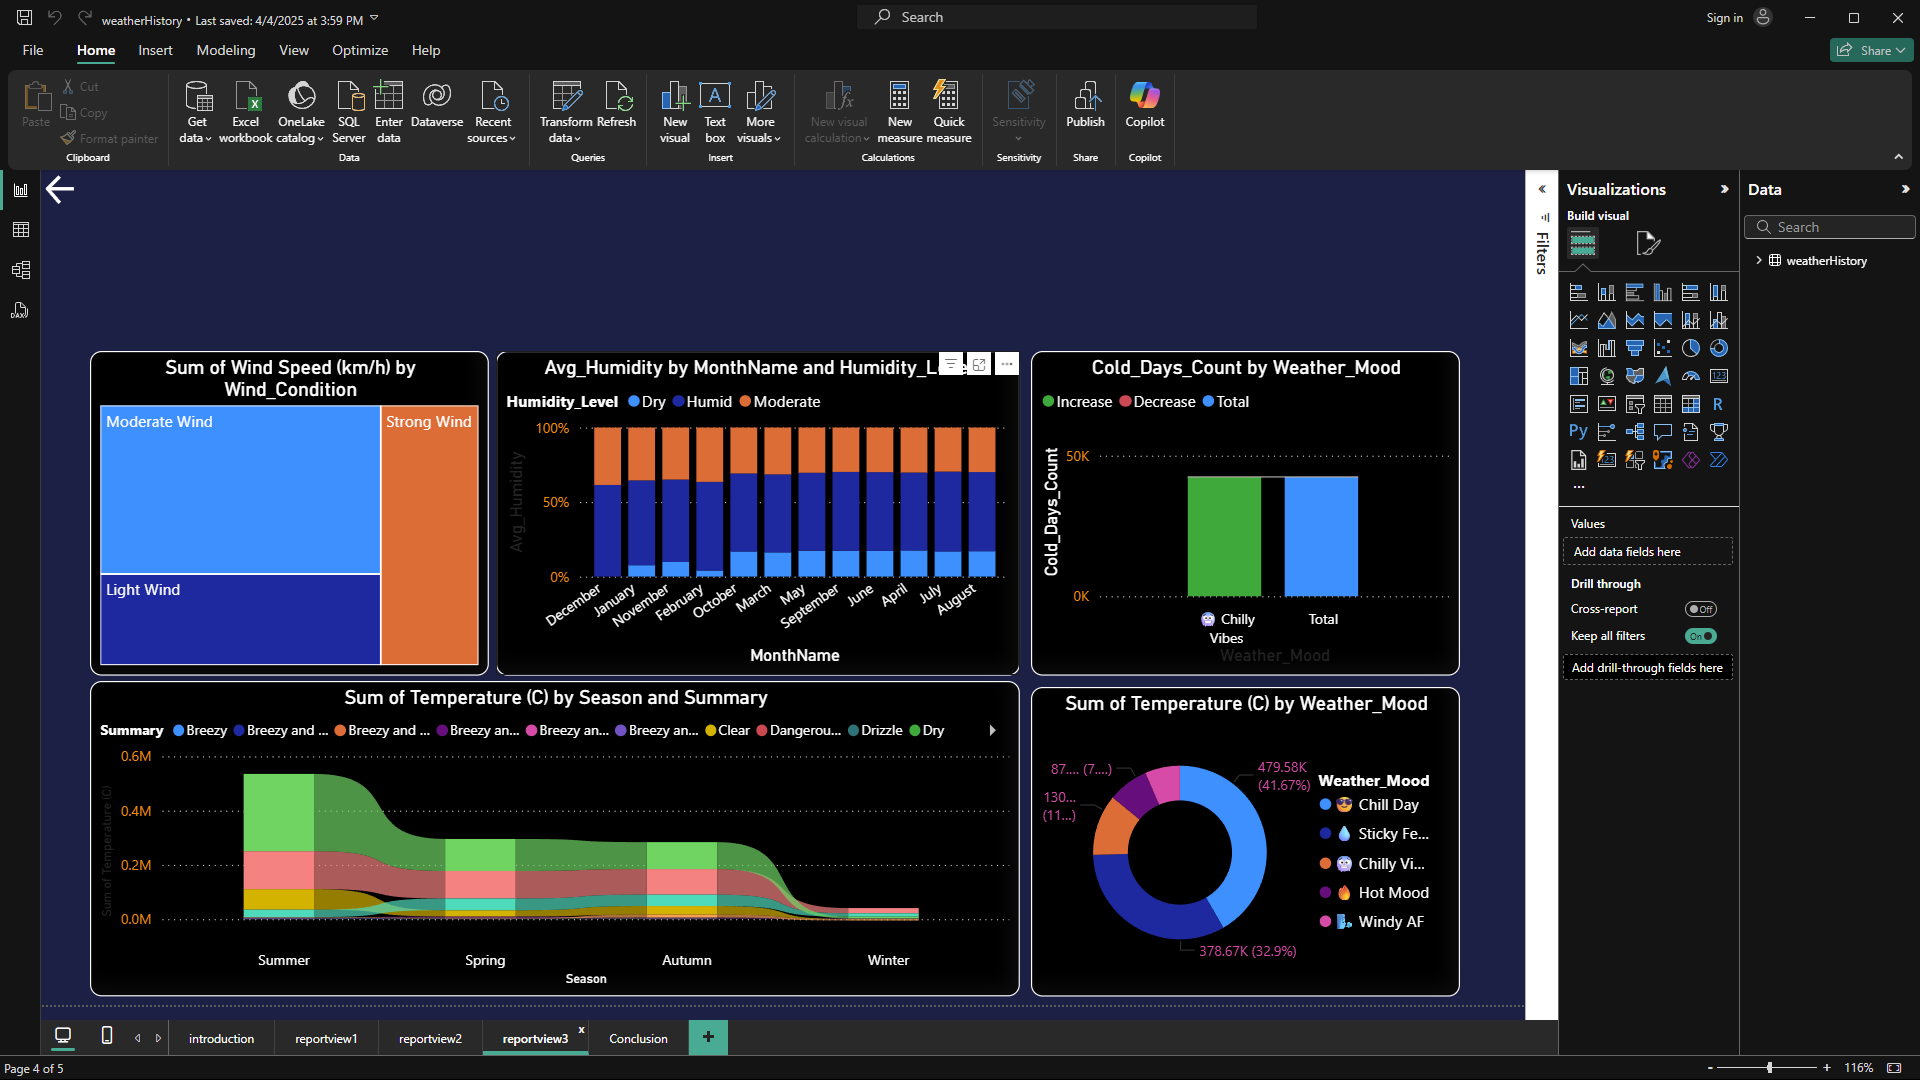 weatherHistory • Last saved: 4/4/2025 at 3:59 PM
Search
Sign in
File
Home
Insert
Modeling
View
Optimize
Help
Share
Paste
Cut
Copy
Format painter
Clipboard
Get data
Excel workbook
OneLake catalog
SQL Server
Enter data
Dataverse
Recent sources
Data
Transform data
Refresh
Queries
New visual
Text box
More visuals
Insert
New visual calculation
New measure
Quick measure
Calculations
Sensitivity
Sensitivity
Publish
Share
Copilot
Copilot
Sum of Wind Speed (km/h) by
Wind_Condition
Moderate Wind
Strong Wind
Light Wind
Avg_Humidity by MonthName and Humidity_L
Humidity_Level Dry Humid Moderate
100%
50%
0%
Avg_Humidity
December
January
November
February
October
March
May
September
June
April
July
August
MonthName
Cold_Days_Count by Weather_Mood
Increase Decrease Total
50K
0K
Cold_Days_Count
Chilly
Vibes
Total
Weather_Mood
Sum of Temperature (C) by Season and Summary
Summary Breezy Breezy and ... Breezy and ... Breezy an... Breezy an... Breezy an... Clear Dangerou... Drizzle Dry
0.6M
0.4M
0.2M
0.0M
Sum of Temperature (C)
Summer
Spring
Autumn
Winter
Season
Sum of Temperature (C) by Weather_Mood
87.... (7....)
130...
(11...)
479.58K
(41.67%)
378.67K (32.9%)
Weather_Mood
Chill Day
Sticky Fe...
Chilly Vi...
Hot Mood
Windy AF
Filters
Visualizations
Build visual
R
Py
123
...
Values
Add data fields here
Drill through
Cross-report
Off
Keep all filters
On
Add drill-through fields here
Data
Search
weatherHistory
introduction
reportview1
reportview2
reportview3
x
Conclusion
+
Page 4 of 5
- + 116%